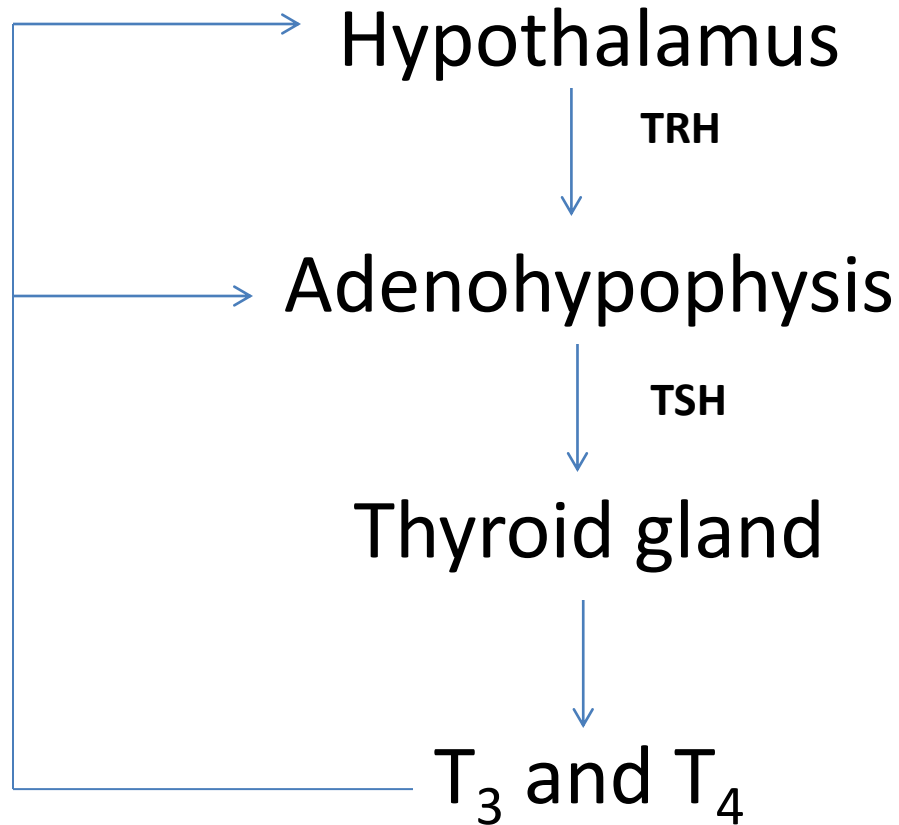 Hypothalamus
TRH
Adenohypophysis
TSH
Thyroid gland
T₃ and T₄